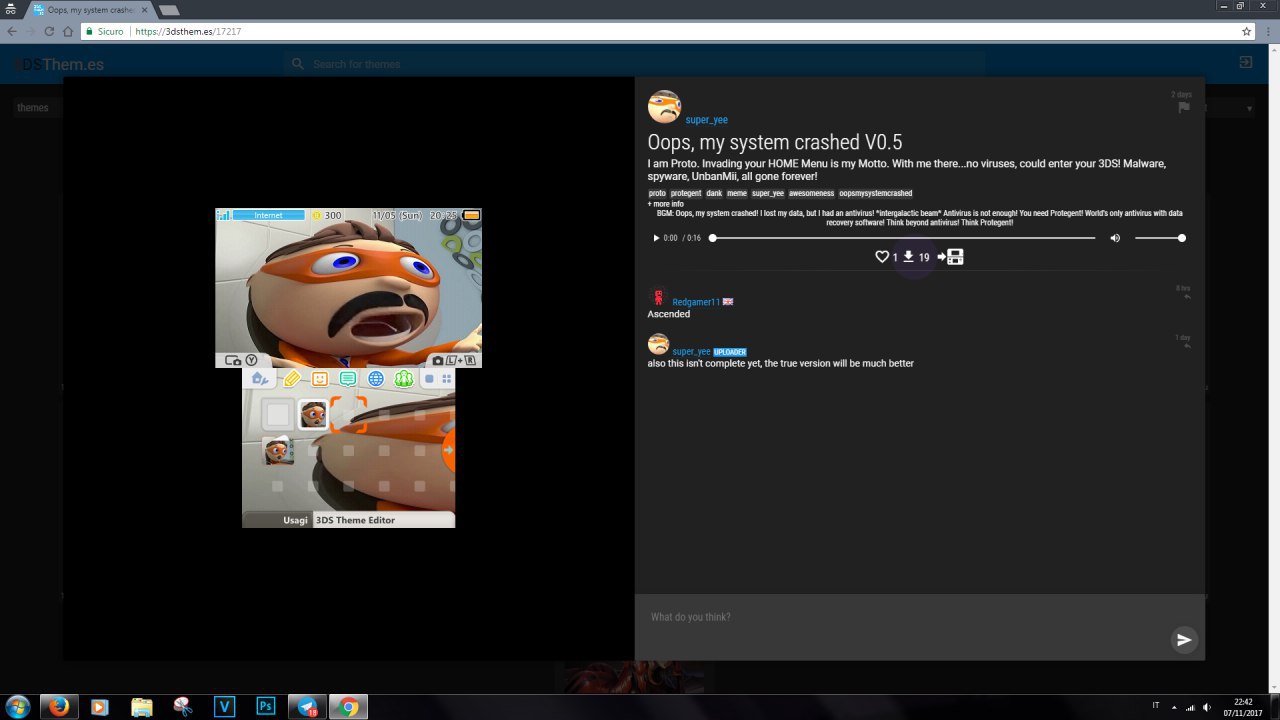 Oops, my system crashe
Sicuro
https://3dsthem.es/17217
3DSThem.es
Search for themes
themes
super_yee
2 days
Oops, my system crashed V0.5
I am Proto. Invading your HOME Menu is my Motto. With me there...no viruses, could enter your 3DS! Malware,
spyware, UnbanMii, all gone forever!
proto protegent dank meme super_yee awesomeness oopsmysystemcrashed
+ more info
BGM: Oops, my system crashed! I lost my data, but I had an antivirus! *intergalactic beam* Antivirus is not enough! You need Protegent! World's only antivirus with data
recovery software! Think beyond antivirus! Think Protegent!
0:00 / 0:16
1 19
Internet 300 11/05 (Sun) 20:25
Y
L+R
Usagi 3DS Theme Editor
Redgamer11
8 hrs
Ascended
super_yee UPLOADER
1 day
also this isn't complete yet, the true version will be much better
What do you think?
V
Ps
19
IT
22:42
07/11/2017